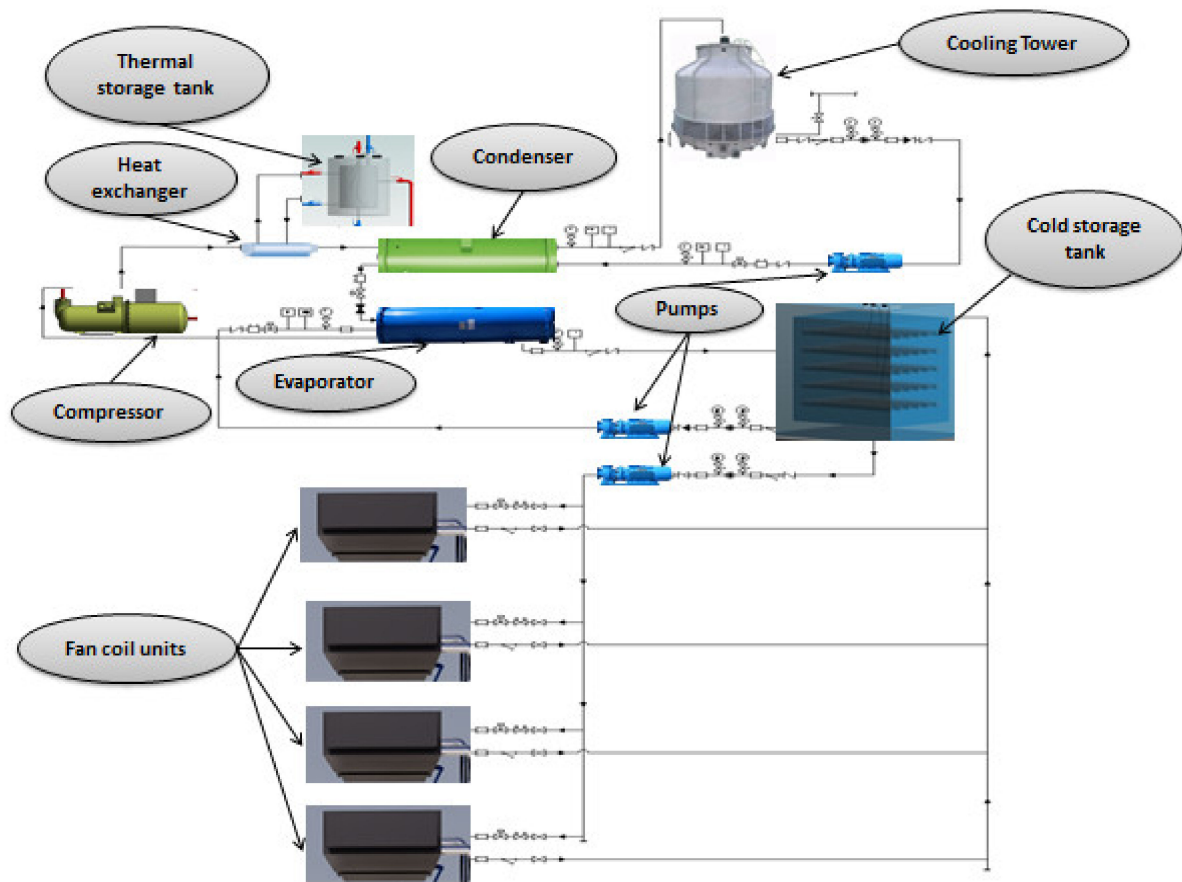 Thermal
storage tank
Cooling Tower
Condenser
Heat
exchanger
Cold storage
tank
Pumps
Evaporator
Compressor
Fan coil units